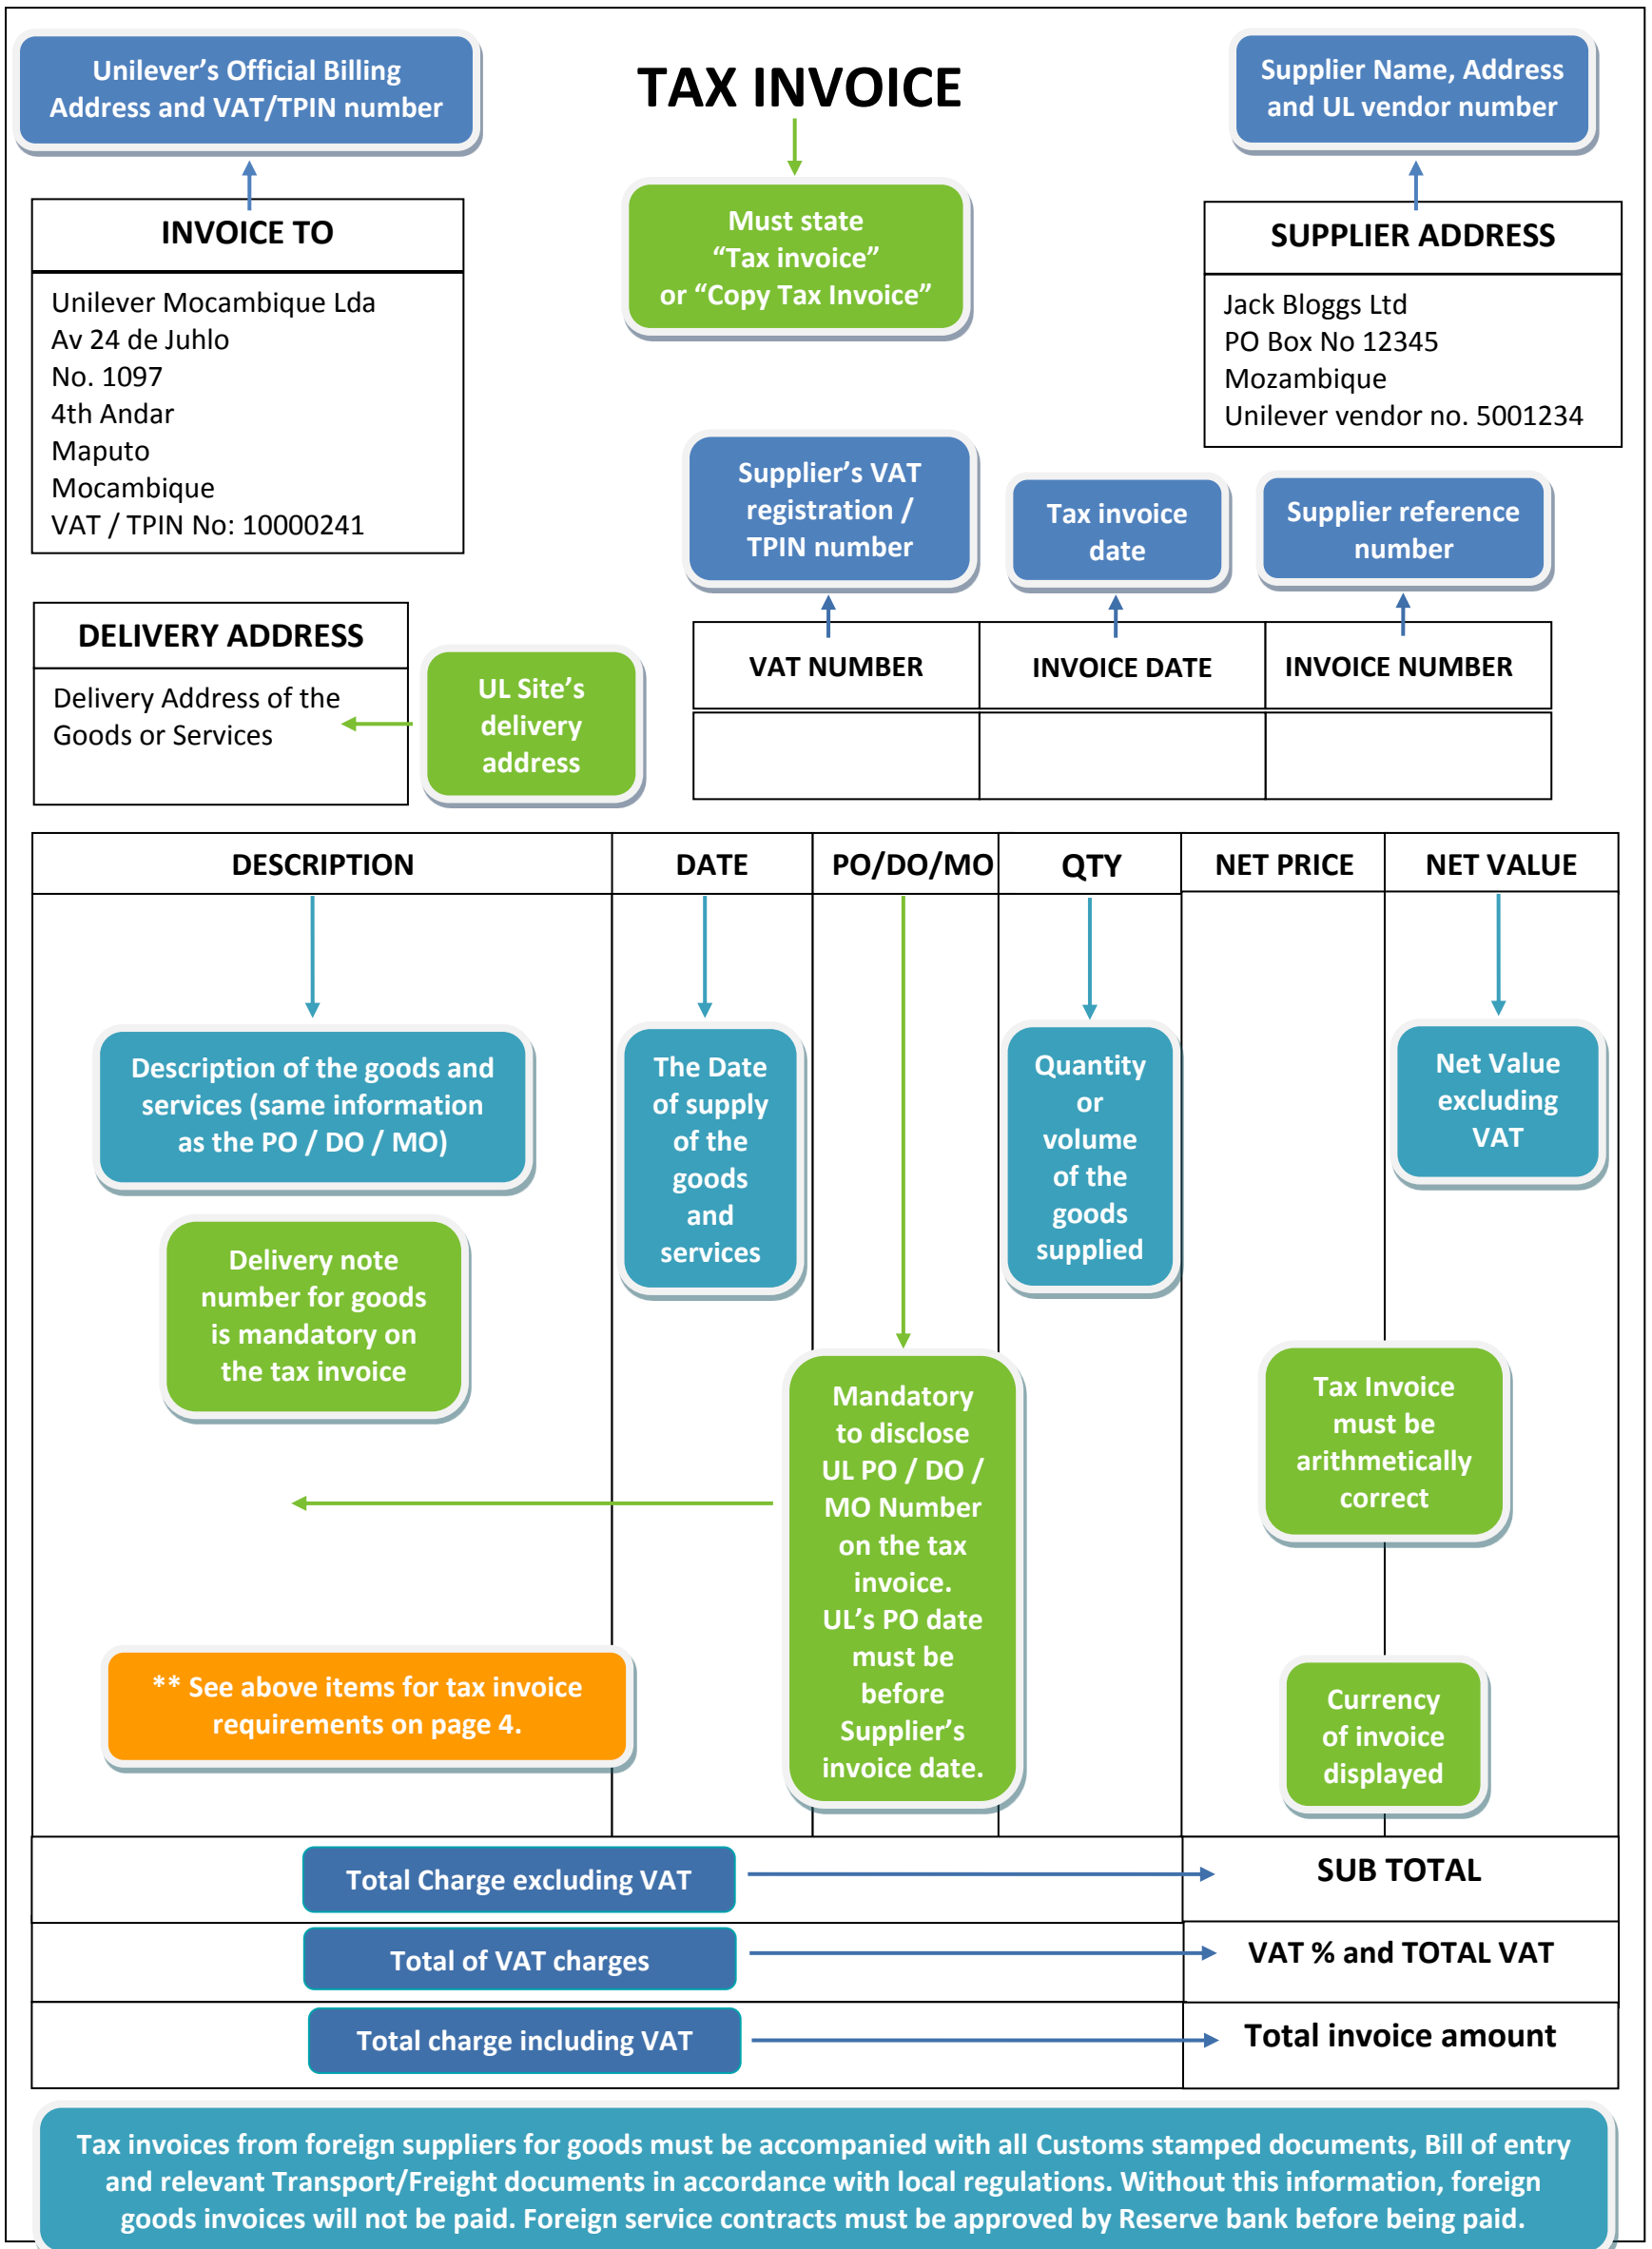 Unilever’s Official Billing
Address and VAT/TPIN number
TAX INVOICE
Supplier Name, Address
and UL vendor number
Must state
“Tax invoice”
or “Copy Tax Invoice”
INVOICE TO
Unilever Mocambique Lda
Av 24 de Juhlo
No. 1097
4th Andar
Maputo
Mocambique
VAT / TPIN No: 10000241
SUPPLIER ADDRESS
Jack Bloggs Ltd
PO Box No 12345
Mozambique
Unilever vendor no. 5001234
Supplier’s VAT
registration /
TPIN number
Tax invoice
date
Supplier reference
number
DELIVERY ADDRESS
Delivery Address of the
Goods or Services
UL Site’s
delivery
address
VAT NUMBER
INVOICE DATE
INVOICE NUMBER
DESCRIPTION
DATE
PO/DO/MO
QTY
NET PRICE
NET VALUE
Description of the goods and
services (same information
as the PO / DO / MO)
The Date
of supply
of the
goods
and
services
Quantity
or
volume
of the
goods
supplied
Net Value
excluding
VAT
Delivery note
number for goods
is mandatory on
the tax invoice
Mandatory
to disclose
UL PO / DO /
MO Number
on the tax
invoice.
UL’s PO date
must be
before
Supplier’s
invoice date.
Tax Invoice
must be
arithmetically
correct
** See above items for tax invoice
requirements on page 4.
Currency
of invoice
displayed
Total Charge excluding VAT
SUB TOTAL
Total of VAT charges
VAT % and TOTAL VAT
Total charge including VAT
Total invoice amount
Tax invoices from foreign suppliers for goods must be accompanied with all Customs stamped documents, Bill of entry
and relevant Transport/Freight documents in accordance with local regulations. Without this information, foreign
goods invoices will not be paid. Foreign service contracts must be approved by Reserve bank before being paid.